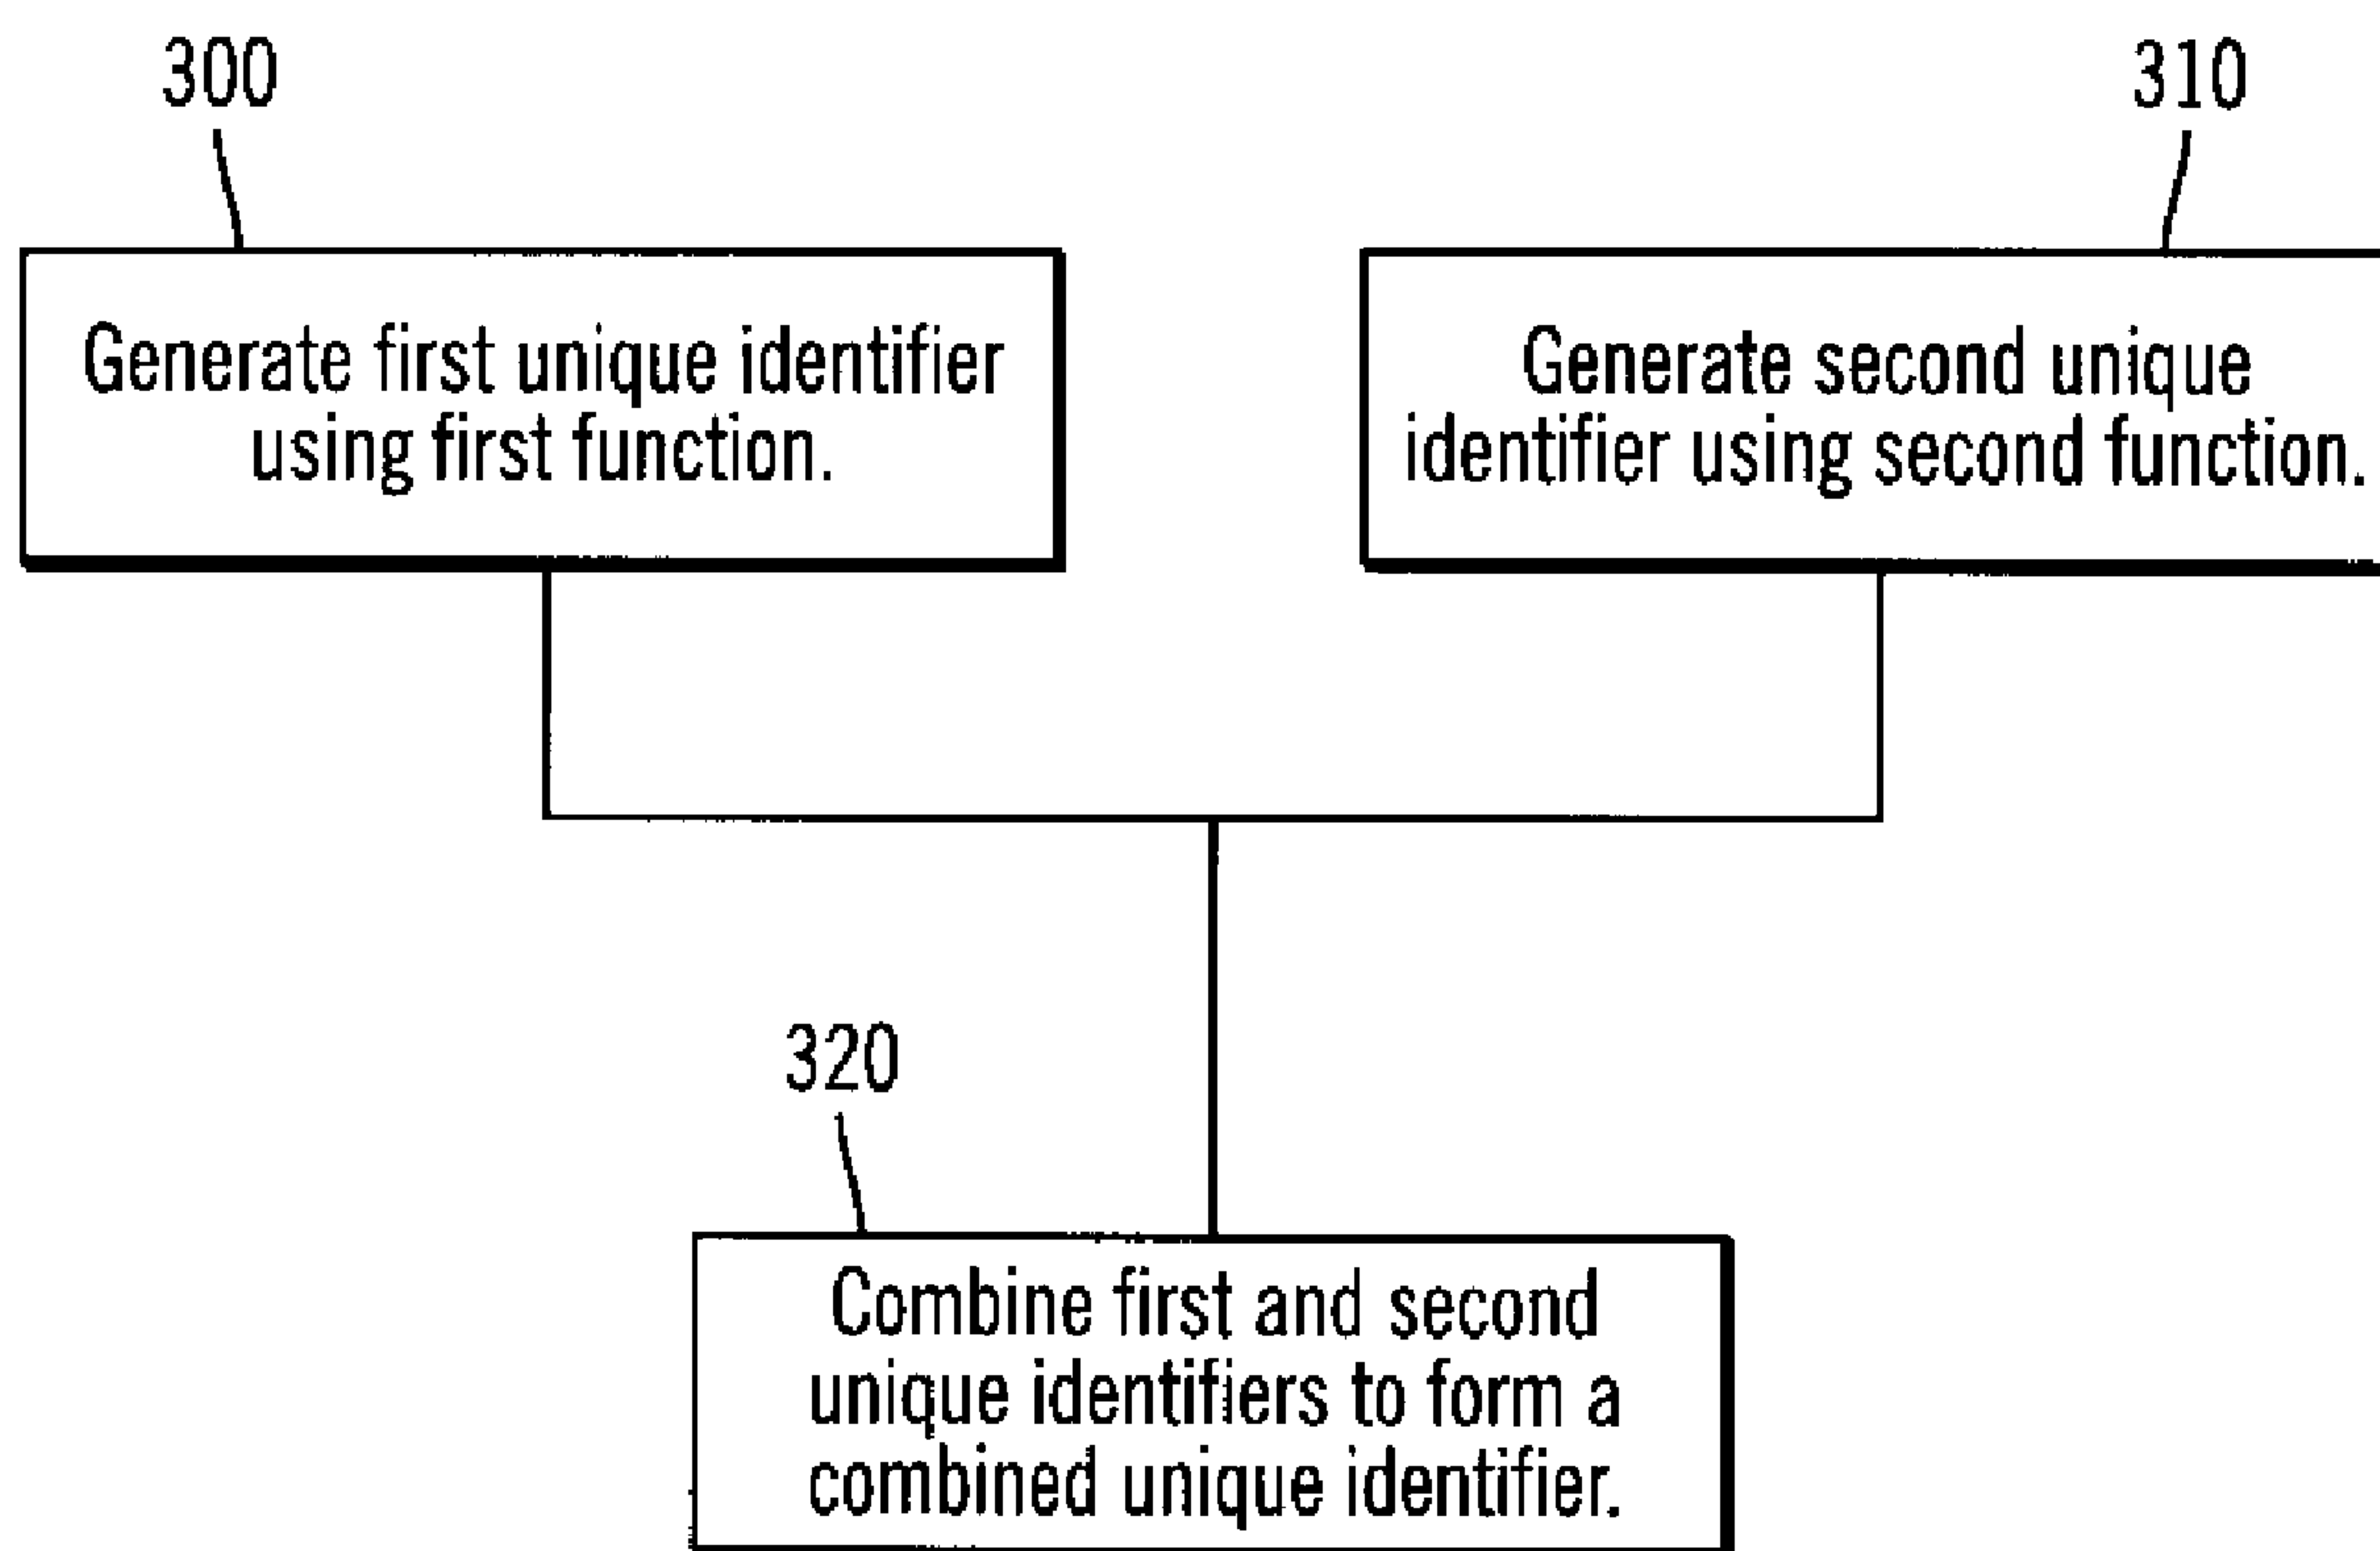 300
310
Generate first unique identifier
using first function.
Generate second unique
identifier using second function.
320
Combine first and second
unique identifiers to form a
combined unique identifier.